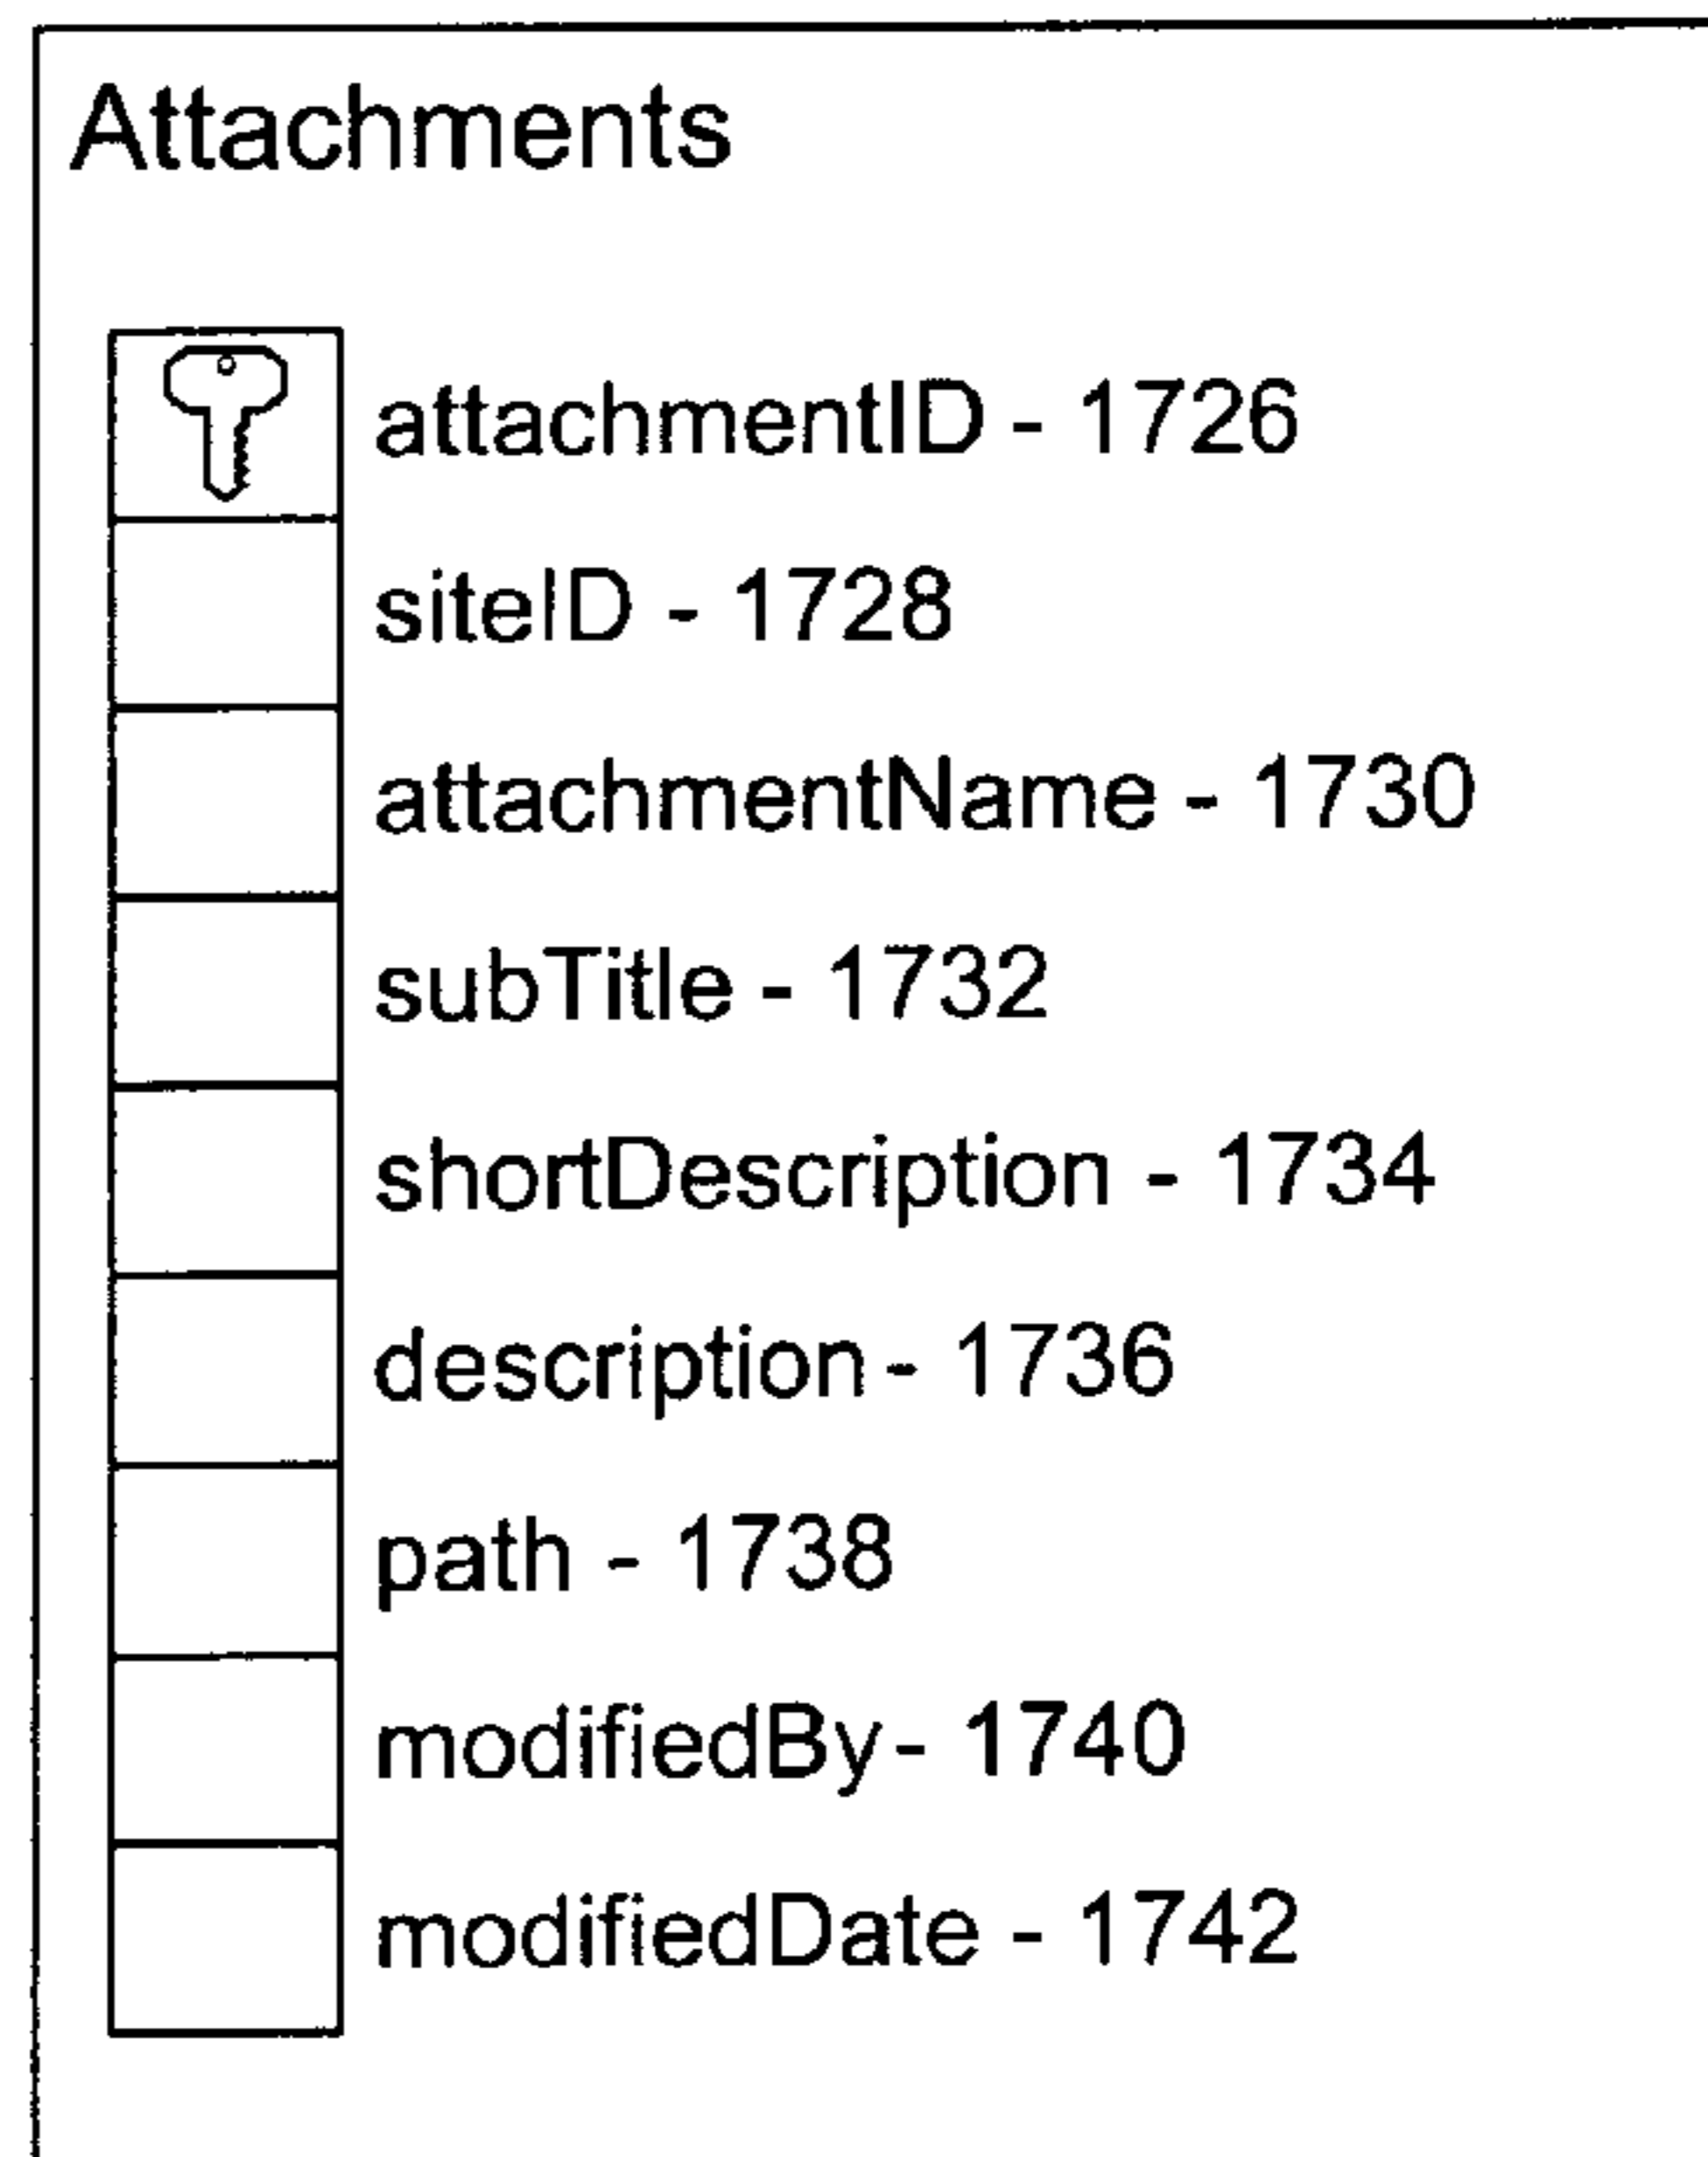 Attachments
attachmentID - 1726
siteID - 1728
attachmentName - 1730
subTitle - 1732
shortDescription - 1734
description - 1736
path - 1738
modifiedBy - 1740
modifiedDate - 1742